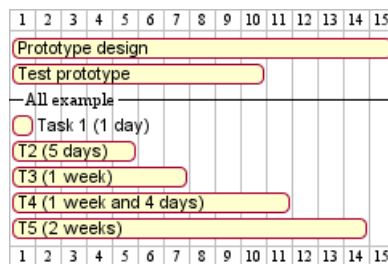 1 2 3 4 5 6 7 8 9 10 11 12 13 14 15
Prototype design
Test prototype
All example
Task 1 (1 day)
T2 (5 days)
T3 (1 week)
T4 (1 week and 4 days)
T5 (2 weeks)
1 2 3 4 5 6 7 8 9 10 11 12 13 14 15